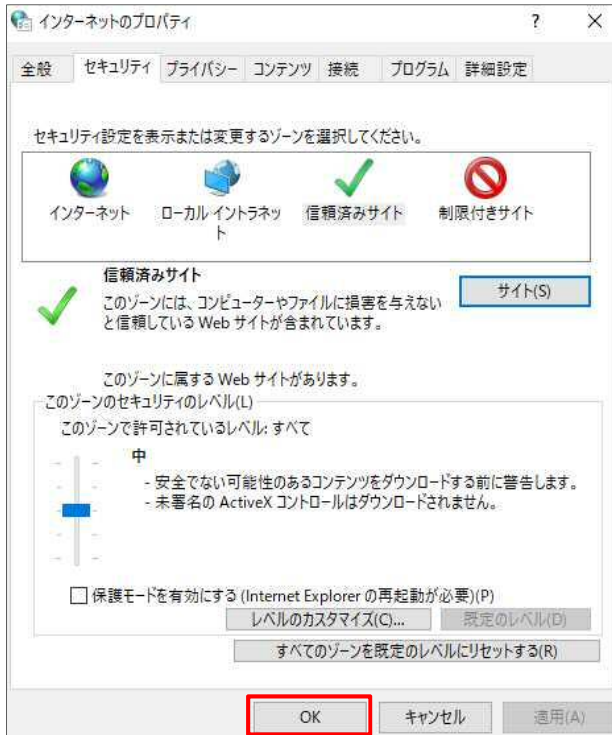 インターネットのプロパティ
?
全般 セキュリティ プライバシー コンテンツ 接続 プログラム 詳細設定
セキュリティ設定を表示または変更するゾーンを選択してください。
インターネット ローカル イントラネッ 信頼済みサイト 制限付きサイト
ト
信頼済みサイト
サイト(S)
このゾーンには、コンピューターやファイルに損害を与えない
と信頼している Web サイトが含まれています。
このゾーンに属する Web サイトがあります。
このゾーンのセキュリティのレベル(L)
このゾーンで許可されているレベル: すべて
中
- 安全でない可能性のあるコンテンツをダウンロードする前に警告します。
- 未署名の ActiveX コントロールはダウンロードされません。
保護モードを有効にする (Internet Explorer の再起動が必要)(P)
レベルのカスタマイズ(C)... 既定のレベル(D)
すべてのゾーンを既定のレベルにリセットする(R)
OK キャンセル 適用(A)